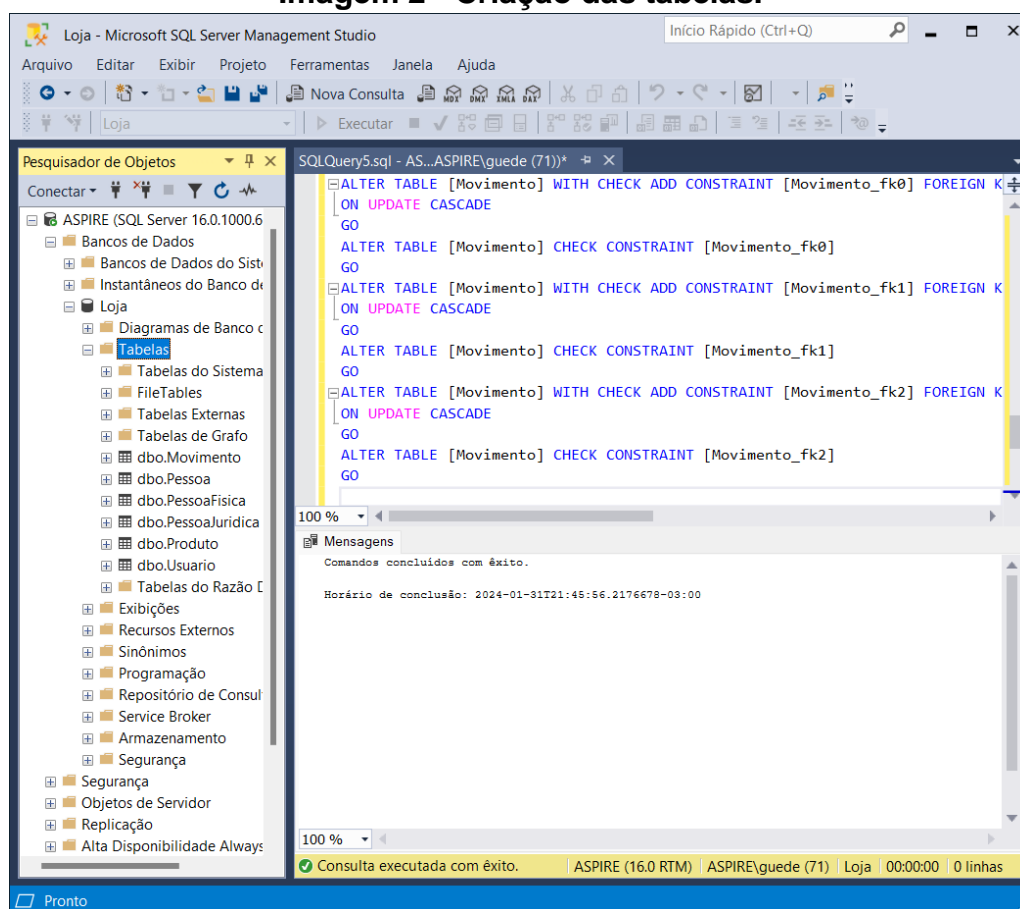 Imagem 2 - Criação das tabelas.
Loja - Microsoft SQL Server Management Studio
Início Rápido (Ctrl+Q)
Arquivo Editar Exibir Projeto Ferramentas Janela Ajuda
Nova Consulta MDX DMX XMLA DAX
Loja Executar
Pesquisador de Objetos
Conectar
ASPIRE (SQL Server 16.0.1000.6
Bancos de Dados
Bancos de Dados do Siste
Instantâneos do Banco de
Loja
Diagramas de Banco d
Tabelas
Tabelas do Sistema
FileTables
Tabelas Externas
Tabelas de Grafo
dbo.Movimento
dbo.Pessoa
dbo.PessoaFisica
dbo.PessoaJuridica
dbo.Produto
dbo.Usuario
Tabelas do Razão D
Exibições
Recursos Externos
Sinônimos
Programação
Repositório de Consul
Service Broker
Armazenamento
Segurança
Segurança
Objetos de Servidor
Replicação
Alta Disponibilidade Always
SQLQuery5.sql - AS...ASPIRE\guede (71))*
ALTER TABLE [Movimento] WITH CHECK ADD CONSTRAINT [Movimento_fk0] FOREIGN K
ON UPDATE CASCADE
GO
ALTER TABLE [Movimento] CHECK CONSTRAINT [Movimento_fk0]
GO
ALTER TABLE [Movimento] WITH CHECK ADD CONSTRAINT [Movimento_fk1] FOREIGN K
ON UPDATE CASCADE
GO
ALTER TABLE [Movimento] CHECK CONSTRAINT [Movimento_fk1]
GO
ALTER TABLE [Movimento] WITH CHECK ADD CONSTRAINT [Movimento_fk2] FOREIGN K
ON UPDATE CASCADE
GO
ALTER TABLE [Movimento] CHECK CONSTRAINT [Movimento_fk2]
GO
100 %
Mensagens
Comandos concluídos com êxito.
Horário de conclusão: 2024-01-31T21:45:56.2176678-03:00
100 %
Consulta executada com êxito. ASPIRE (16.0 RTM) ASPIRE\guede (71) Loja 00:00:00 0 linhas
Pronto